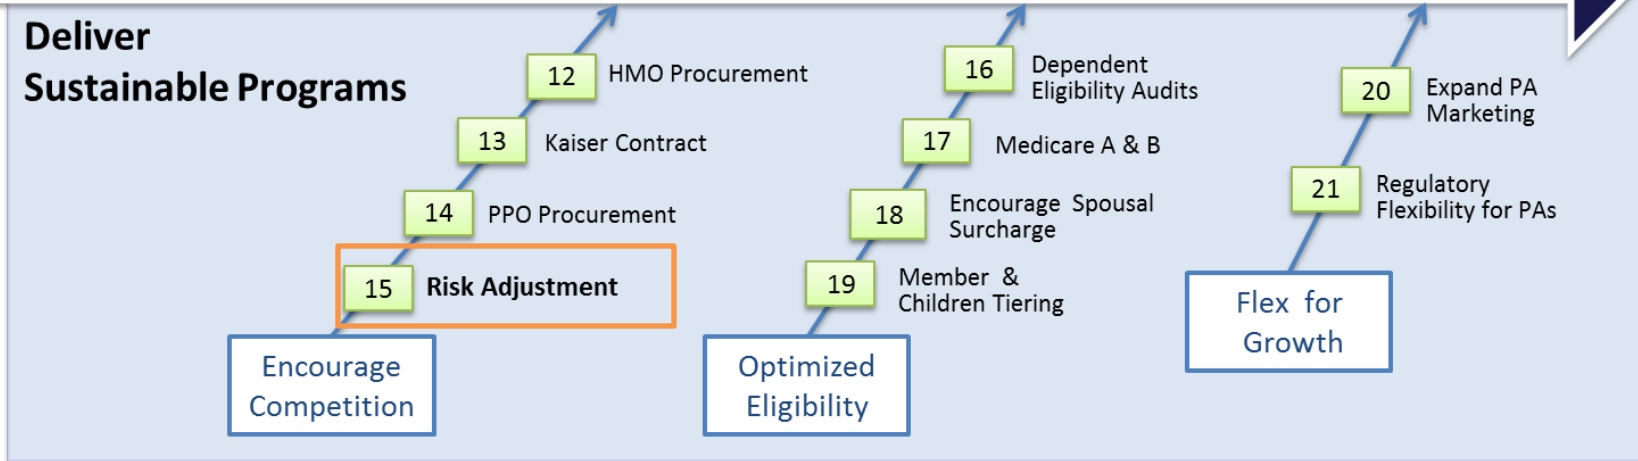 Deliver
Sustainable Programs
12 HMO Procurement
13 Kaiser Contract
14 PPO Procurement
15 Risk Adjustment
Encourage
Competition
16 Dependent
Eligibility Audits
17 Medicare A & B
18 Encourage Spousal
Surcharge
19 Member &
Children Tiering
Optimized
Eligibility
20 Expand PA
Marketing
21 Regulatory
Flexibility for PAs
Flex for
Growth